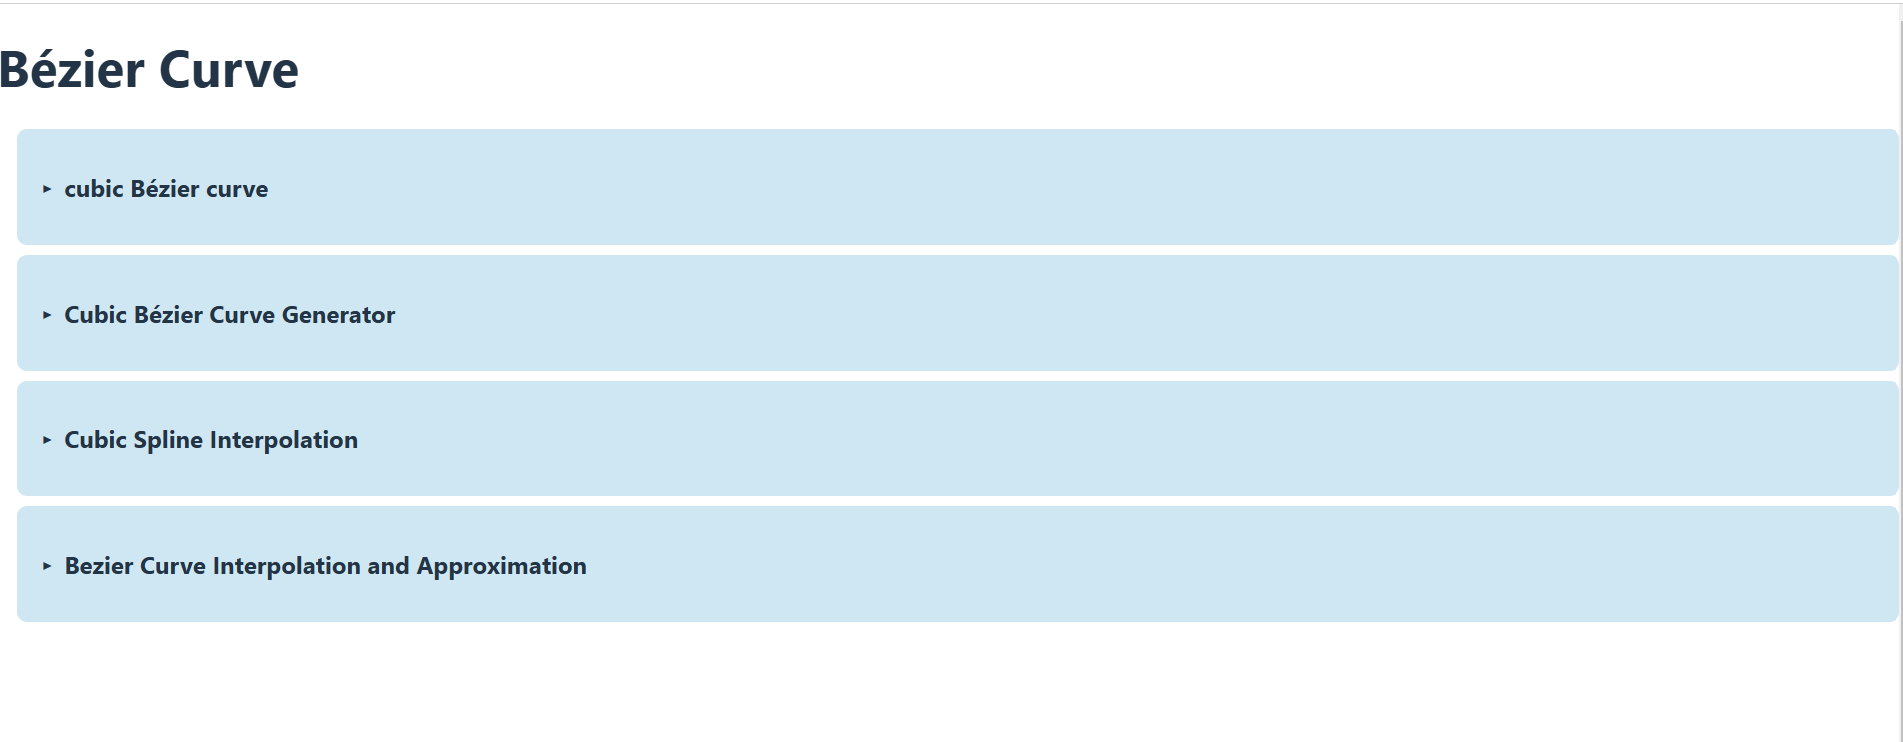 Bézier Curve
cubic Bézier curve
Cubic Bézier Curve Generator
Cubic Spline Interpolation
Bezier Curve Interpolation and Approximation